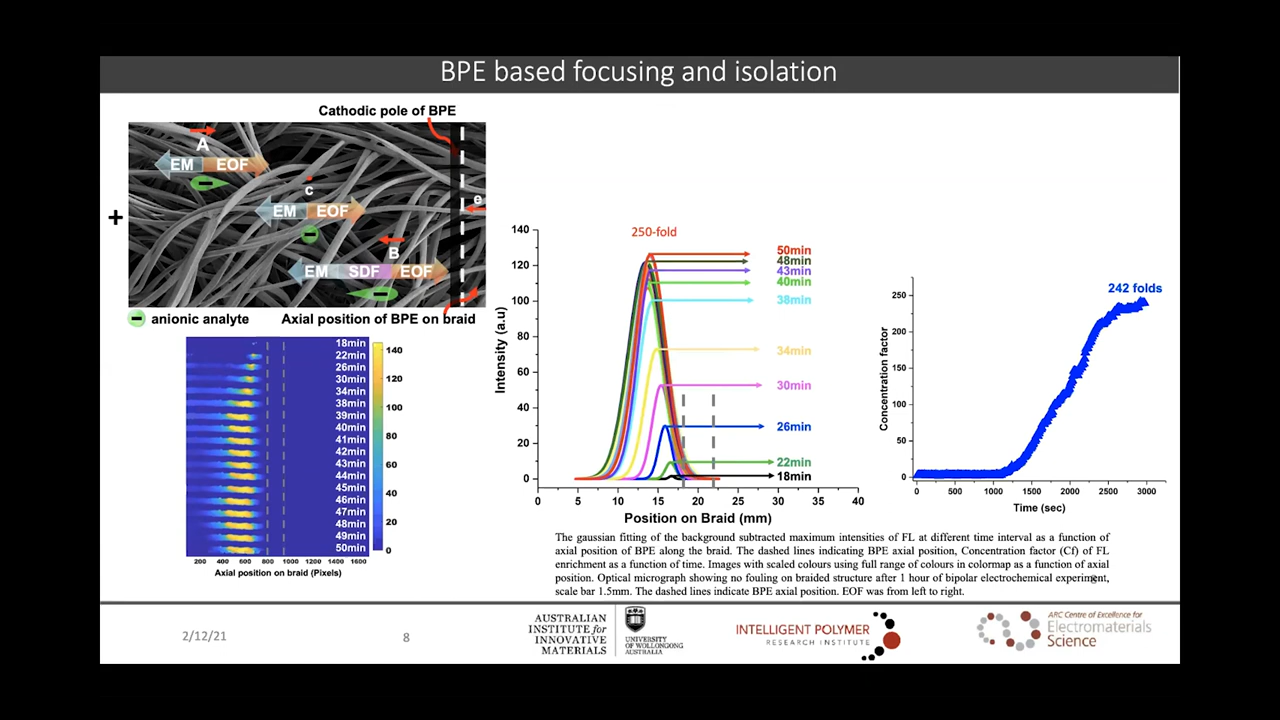 BPE based focusing and isolation
Cathodic pole of BPE
A
EM EOF
c
EM EOF
e
B
EM SDF EOF
+
anionic analyte
Axial position of BPE on braid
18min
22min
26min
30min
34min
38min
39min
40min
41min
42min
43min
44min
45min
46min
47min
48min
49min
50min
140
120
100
80
60
40
20
0
200 400 600 800 1000 1200 1400 1600
Axial position on braid (Pixels)
Intensity (a.u)
140
120
100
80
60
40
20
0
250-fold
50min
48min
43min
40min
38min
34min
30min
26min
22min
18min
0 5 10 15 20 25 30 35 40
Position on Braid (mm)
Concentration factor
250
200
150
100
50
0
242 folds
0 500 1000 1500 2000 2500 3000
Time (sec)
The gaussian fitting of the background subtracted maximum intensities of FL at different time interval as a function of
axial position of BPE along the braid. The dashed lines indicating BPE axial position, Concentration factor (Cf) of FL
enrichment as a function of time. Images with scaled colours using full range of colours in colormap as a function of axial
position. Optical micrograph showing no fouling on braided structure after 1 hour of bipolar electrochemical experiment,
scale bar 1.5mm. The dashed lines indicate BPE axial position. EOF was from left to right.
2/12/21
8
AUSTRALIAN
INSTITUTE for
INNOVATIVE
MATERIALS
UNIVERSITY
OF WOLLONGONG
AUSTRALIA
INTELLIGENT POLYMER
RESEARCH INSTITUTE
ARC Centre of Excellence for
Electromaterials
Science